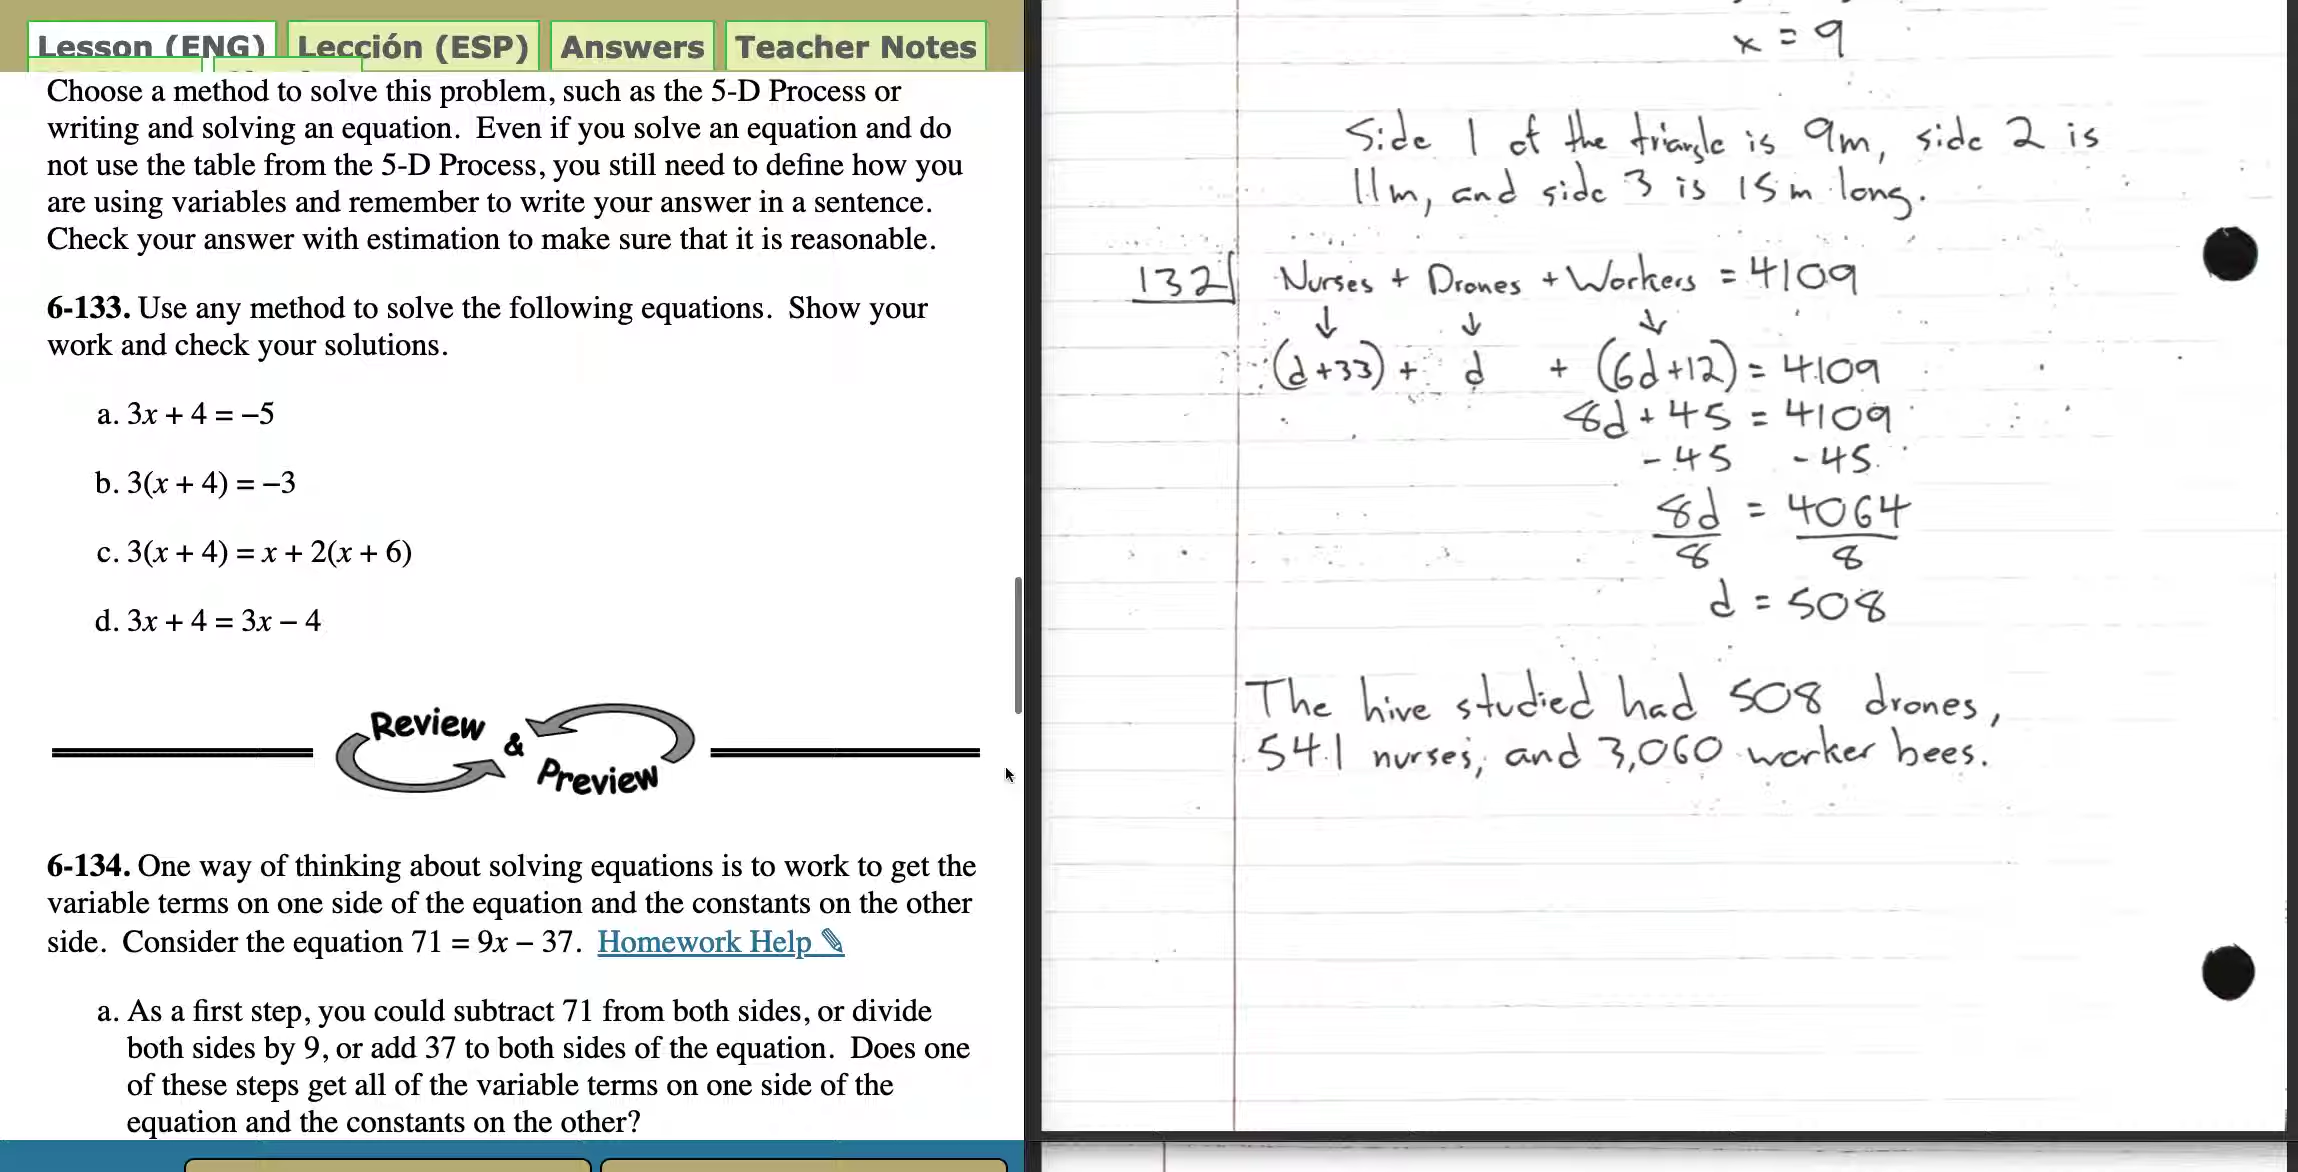 Lesson (ENG) Lección (ESP) Answers Teacher Notes
Choose a method to solve this problem, such as the 5-D Process or
writing and solving an equation. Even if you solve an equation and do
not use the table from the 5-D Process, you still need to define how you
are using variables and remember to write your answer in a sentence.
Check your answer with estimation to make sure that it is reasonable.
6-133. Use any method to solve the following equations. Show your
work and check your solutions.
a. 3x + 4 = −5
b. 3(x + 4) = −3
c. 3(x + 4) = x + 2(x + 6)
d. 3x + 4 = 3x − 4
Review
&
Preview
6-134. One way of thinking about solving equations is to work to get the
variable terms on one side of the equation and the constants on the other
side. Consider the equation 71 = 9x − 37. Homework Help ✎
a. As a first step, you could subtract 71 from both sides, or divide
both sides by 9, or add 37 to both sides of the equation. Does one
of these steps get all of the variable terms on one side of the
equation and the constants on the other?
x = 9
Side 1 of the triangle is 9m, side 2 is
11m, and side 3 is 15m long.
132 Nurses + Drones + Workers = 4109
↓ ↓ ↓
(d+33) + d + (6d+12) = 4109
8d + 45 = 4109
-45 -45
8d = 4064
8 8
d = 508
The hive studied had 508 drones,
541 nurses, and 3,060 worker bees.